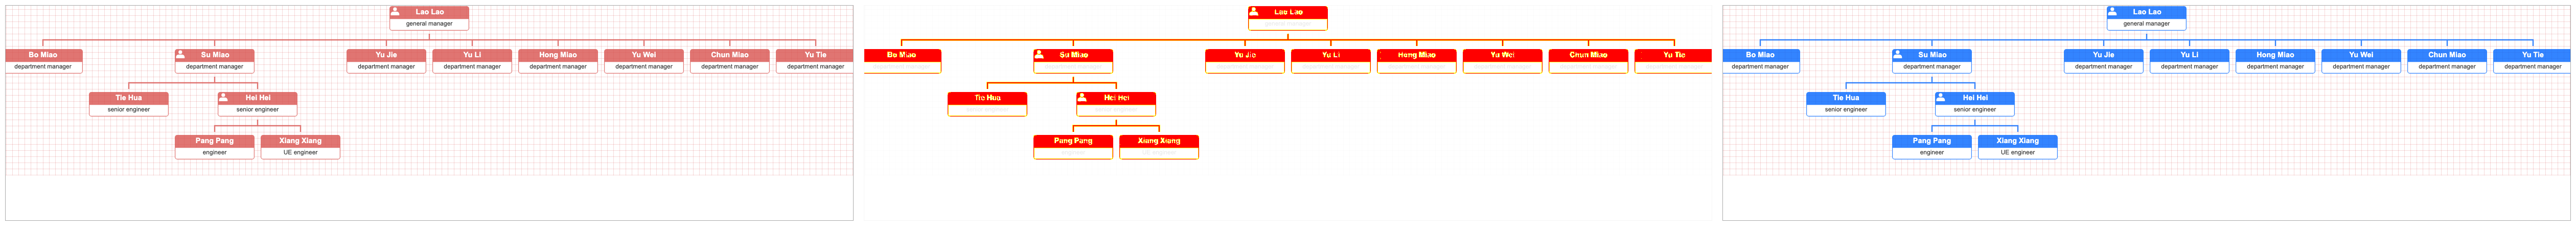 Lao Lao
general manager
Bo Miao
department manager
Su Miao
department manager
Yu Jie
department manager
Yu Li
department manager
Hong Miao
department manager
Yu Wei
department manager
Chun Miao
department manager
Yu Tie
department manager
Tie Hua
senior engineer
Hei Hei
senior engineer
Pang Pang
engineer
Xiang Xiang
UE engineer
Lao Lao
Bo Miao
Su Miao
Yu Jie
Yu Li
Hong Miao
Yu Wei
Chun Miao
Yu Tie
Tie Hua
Hei Hei
Pang Pang
Xiang Xiang
Lao Lao
general manager
Bo Miao
department manager
Su Miao
department manager
Yu Jie
department manager
Yu Li
department manager
Hong Miao
department manager
Yu Wei
department manager
Chun Miao
department manager
Yu Tie
department manager
Tie Hua
senior engineer
Hei Hei
senior engineer
Pang Pang
engineer
Xiang Xiang
UE engineer